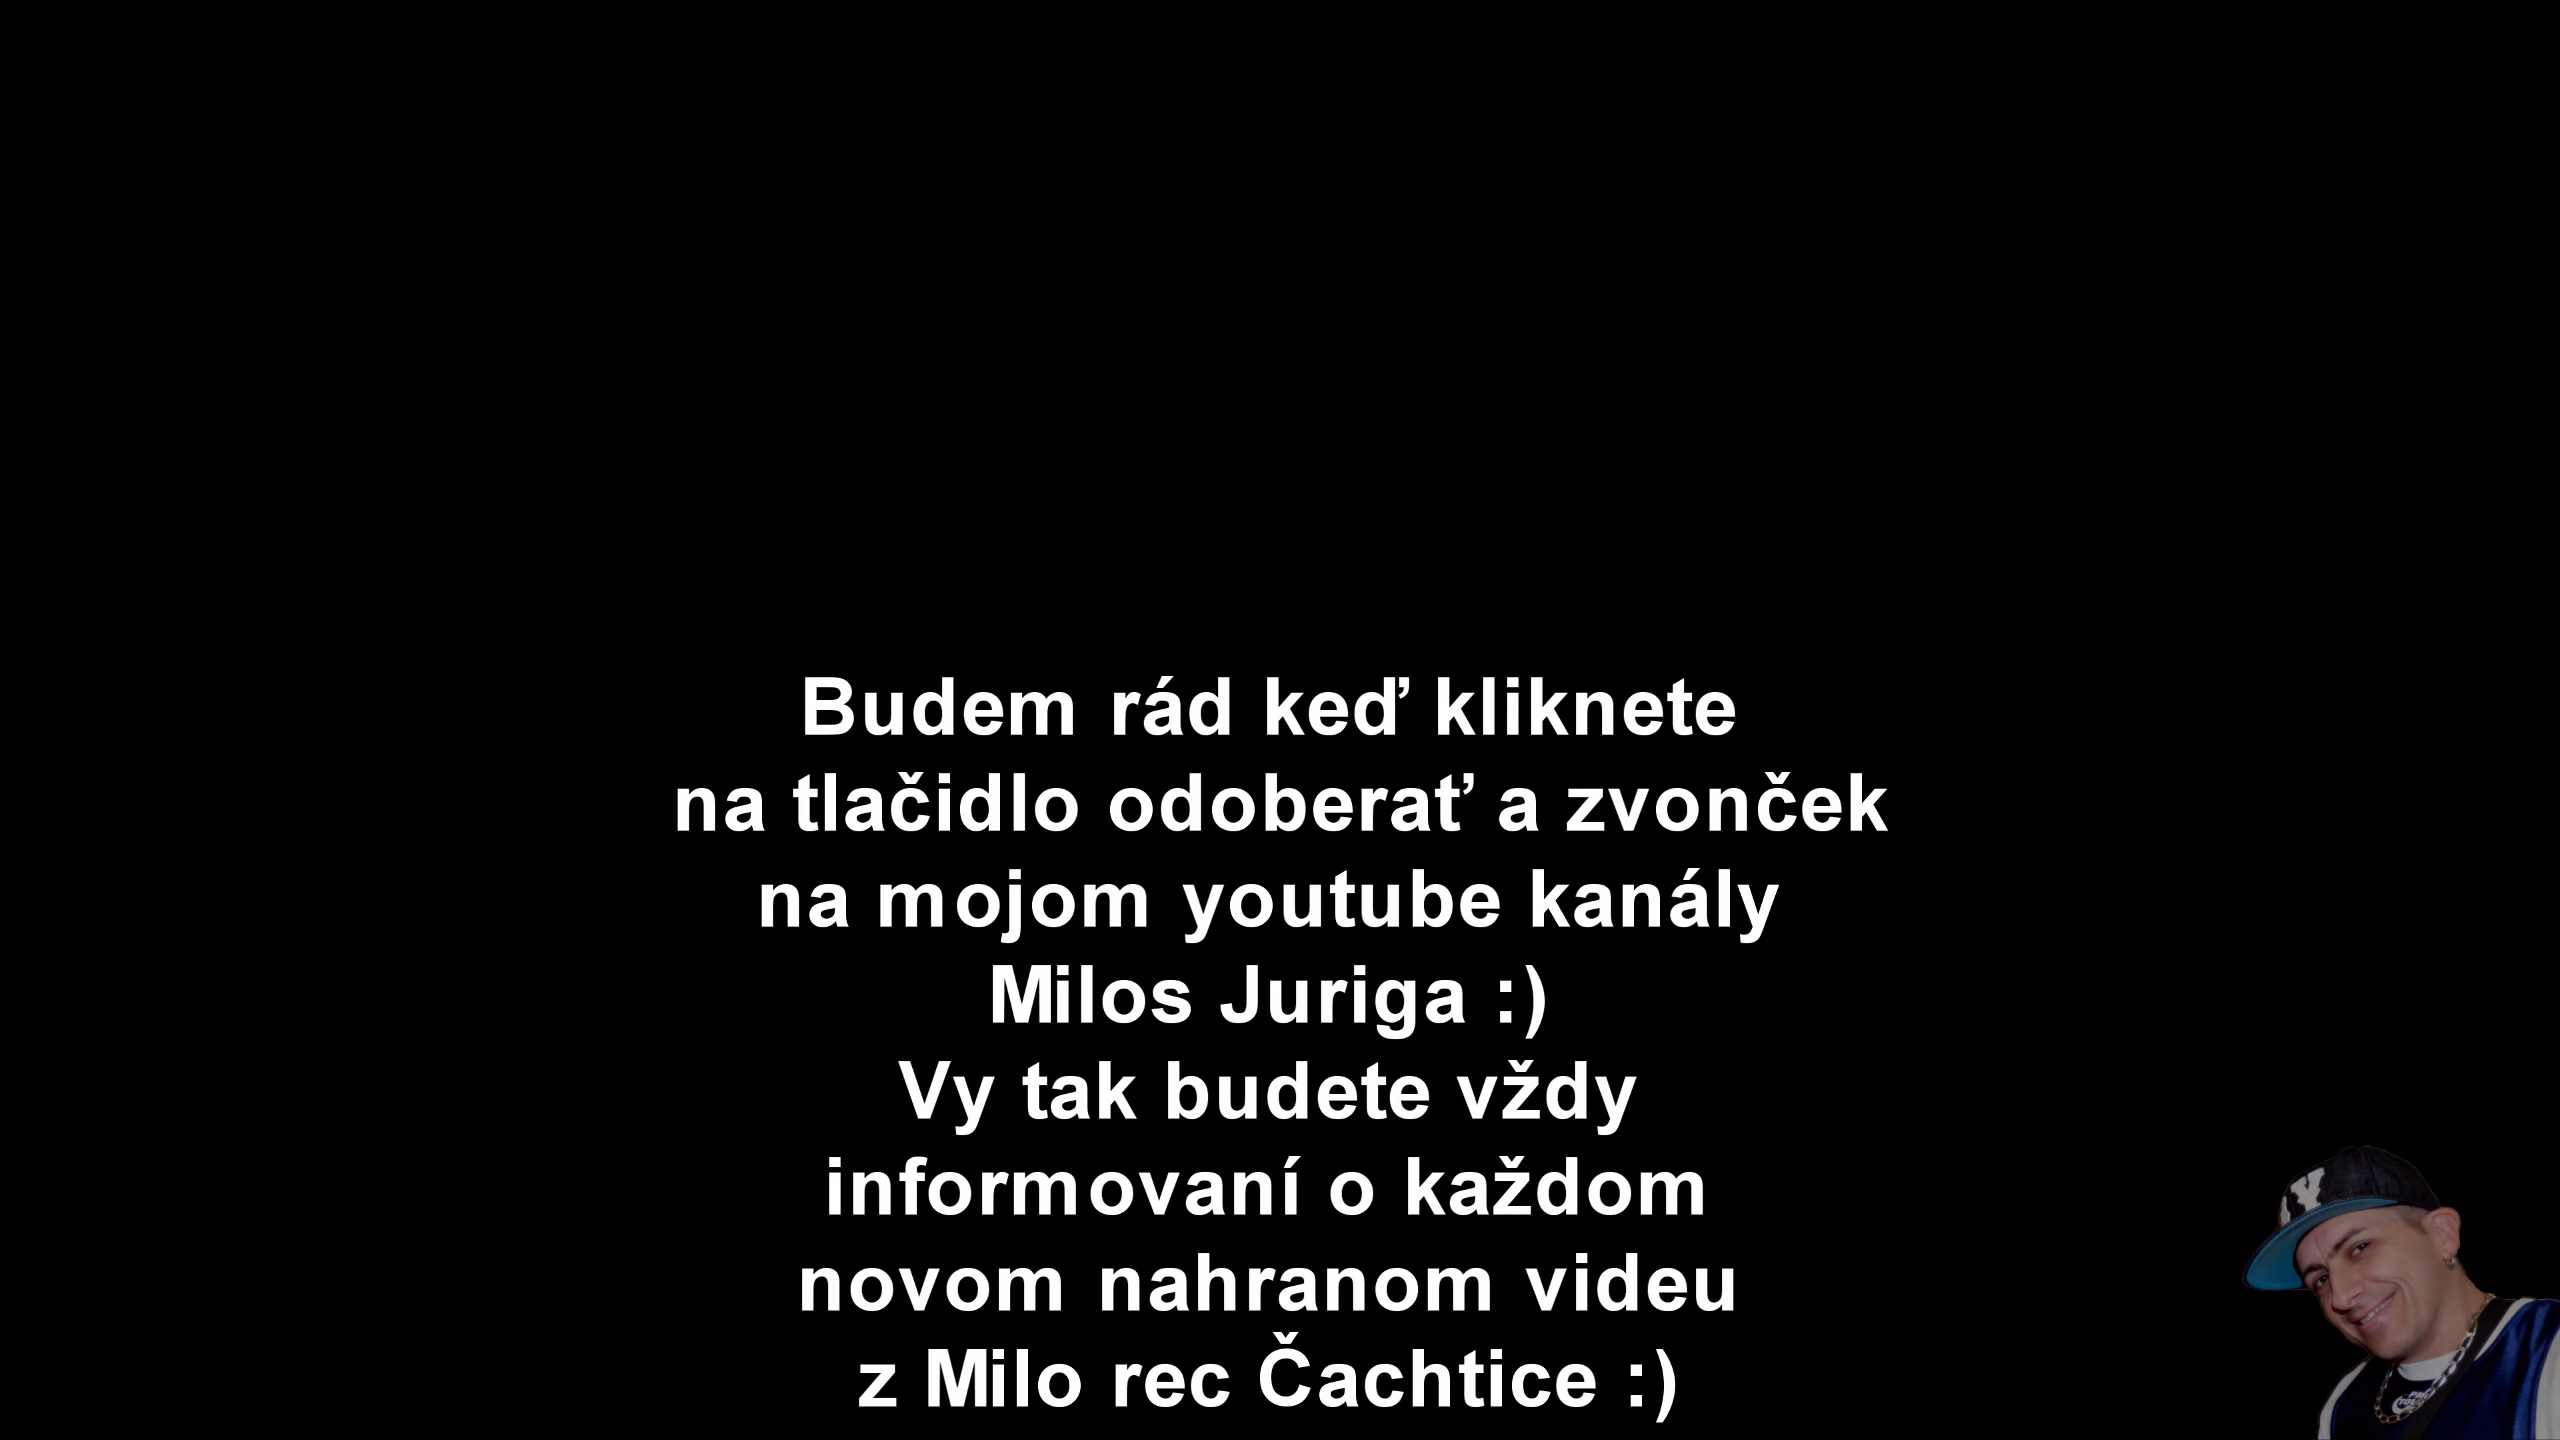 Budem rád keď kliknete
na tlačidlo odoberať a zvonček
na mojom youtube kanály
Milos Juriga :)
Vy tak budete vždy
informovaní o každom
novom nahranom videu
z Milo rec Čachtice :)